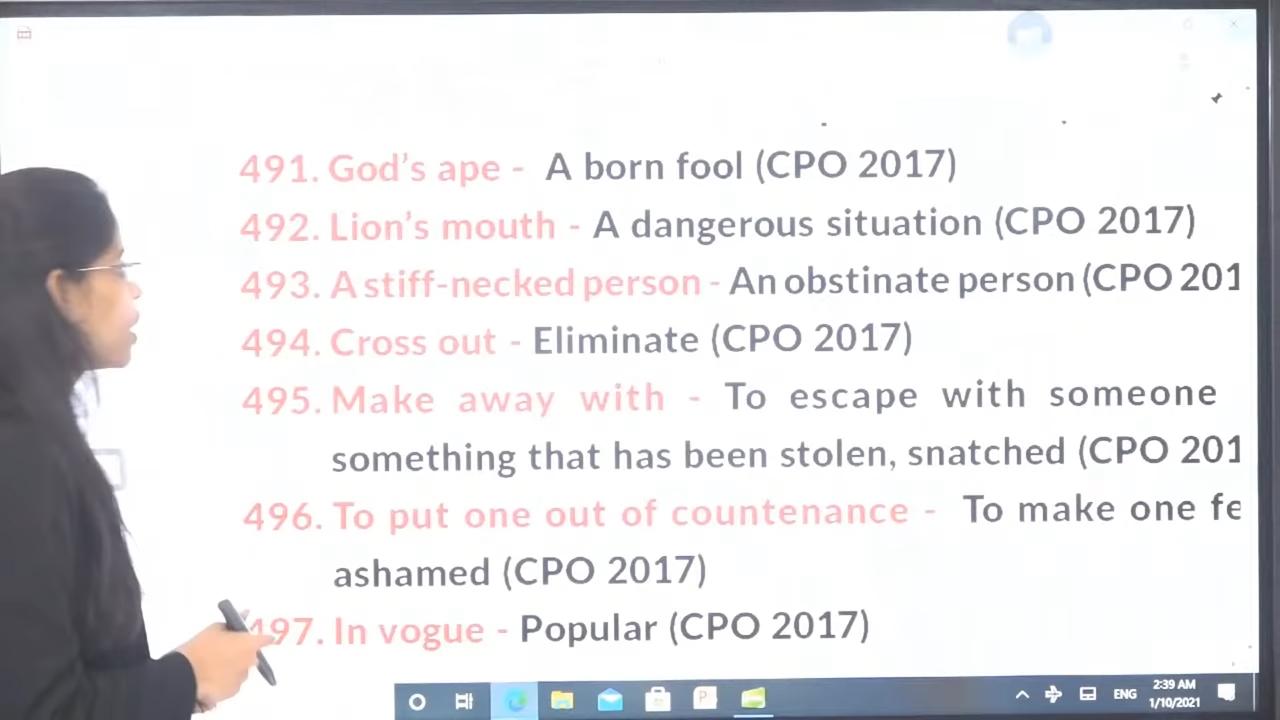 491. God's ape - A born fool (CPO 2017)
492. Lion's mouth - A dangerous situation (CPO 2017)
493. A stiff-necked person - An obstinate person (CPO 201
494. Cross out - Eliminate (CPO 2017)
495. Make away with - To escape with someone
something that has been stolen, snatched (CPO 201
496. To put one out of countenance - To make one fe
ashamed (CPO 2017)
497. In vogue - Popular (CPO 2017)
ENG
2:39 AM
1/10/2021